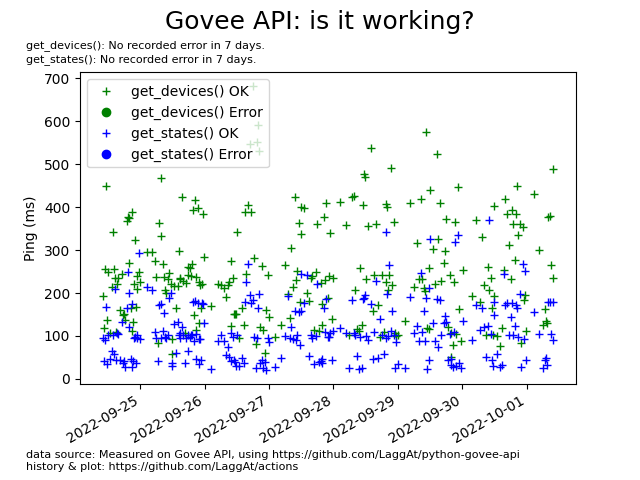 Govee API: is it working?
get_devices(): No recorded error in 7 days.
get_states(): No recorded error in 7 days.
700
600
500
400
300
200
100
0
Ping (ms)
get_devices() OK
get_devices() Error
get_states() OK
get_states() Error
2022-09-25
2022-09-26
2022-09-27
2022-09-28
2022-09-29
2022-09-30
2022-10-01
data source: Measured on Govee API, using https://github.com/LaggAt/python-govee-api
history & plot: https://github.com/LaggAt/actions